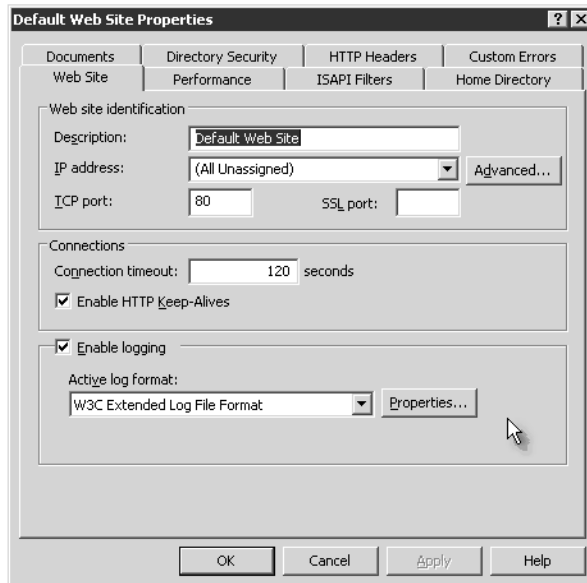 Default Web Site Properties
Documents Directory Security HTTP Headers Custom Errors
Web Site Performance ISAPI Filters Home Directory
Web site identification
Description: Default Web Site
IP address: (All Unassigned) Advanced...
TCP port: 80 SSL port:
Connections
Connection timeout: 120 seconds
Enable HTTP Keep-Alives
Enable logging
Active log format:
W3C Extended Log File Format Properties...
OK Cancel Apply Help